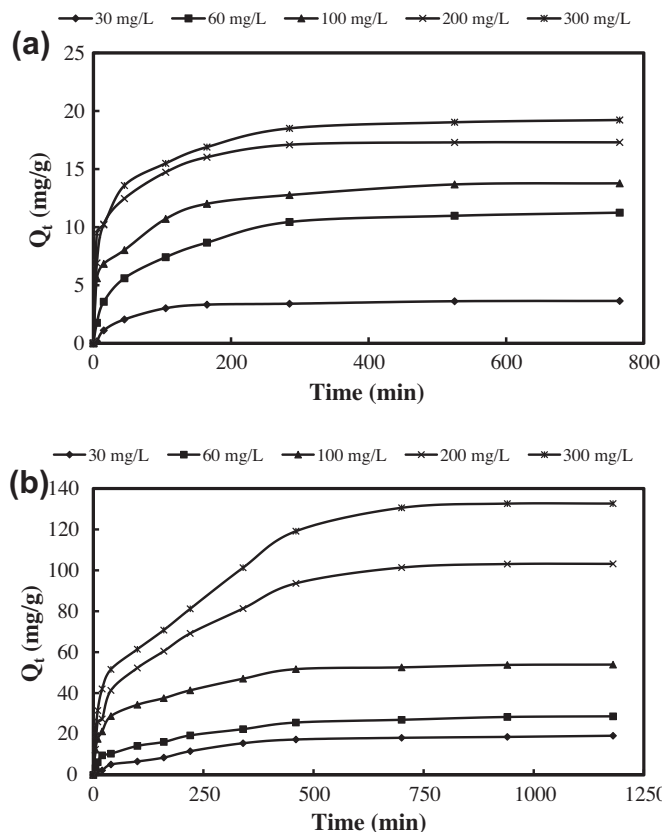 30 mg/L 60 mg/L 100 mg/L 200 mg/L 300 mg/L
(a)
25
20
15
10
5
0
Qt (mg/g)
0 200 400 600 800
Time (min)
30 mg/L 60 mg/L 100 mg/L 200 mg/L 300 mg/L
(b)
140
120
100
80
60
40
20
0
Qt (mg/g)
0 250 500 750 1000 1250
Time (min)